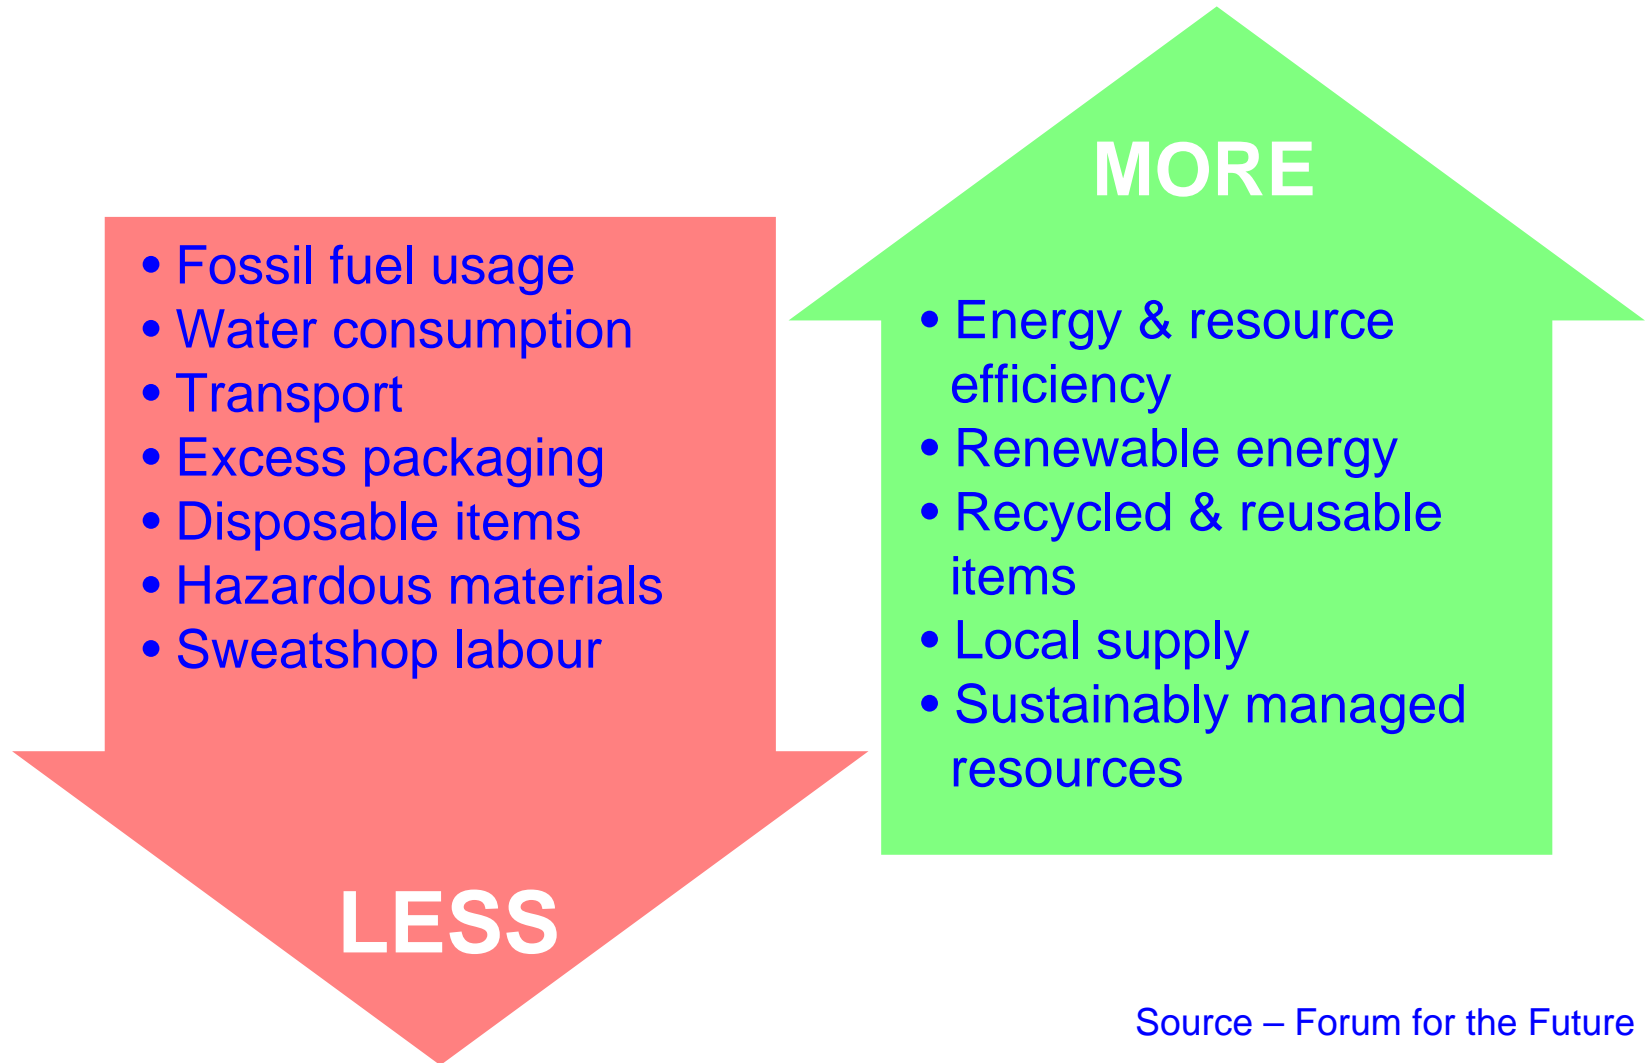 • Fossil fuel usage
• Water consumption
• Transport
• Excess packaging
• Disposable items
• Hazardous materials
• Sweatshop labour
LESS
MORE
• Energy & resource
efficiency
• Renewable energy
• Recycled & reusable
items
• Local supply
• Sustainably managed
resources
Source – Forum for the Future